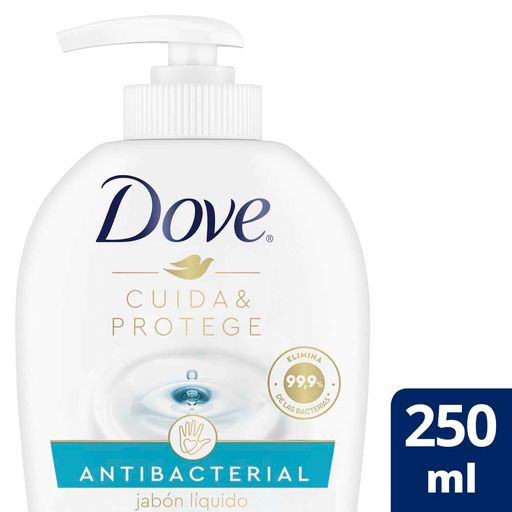 Dove®
CUIDA &
PROTEGE
ELIMINA
99,9%
DE LAS BACTERIAS*
ANTIBACTERIAL
jabón líquido
250
ml